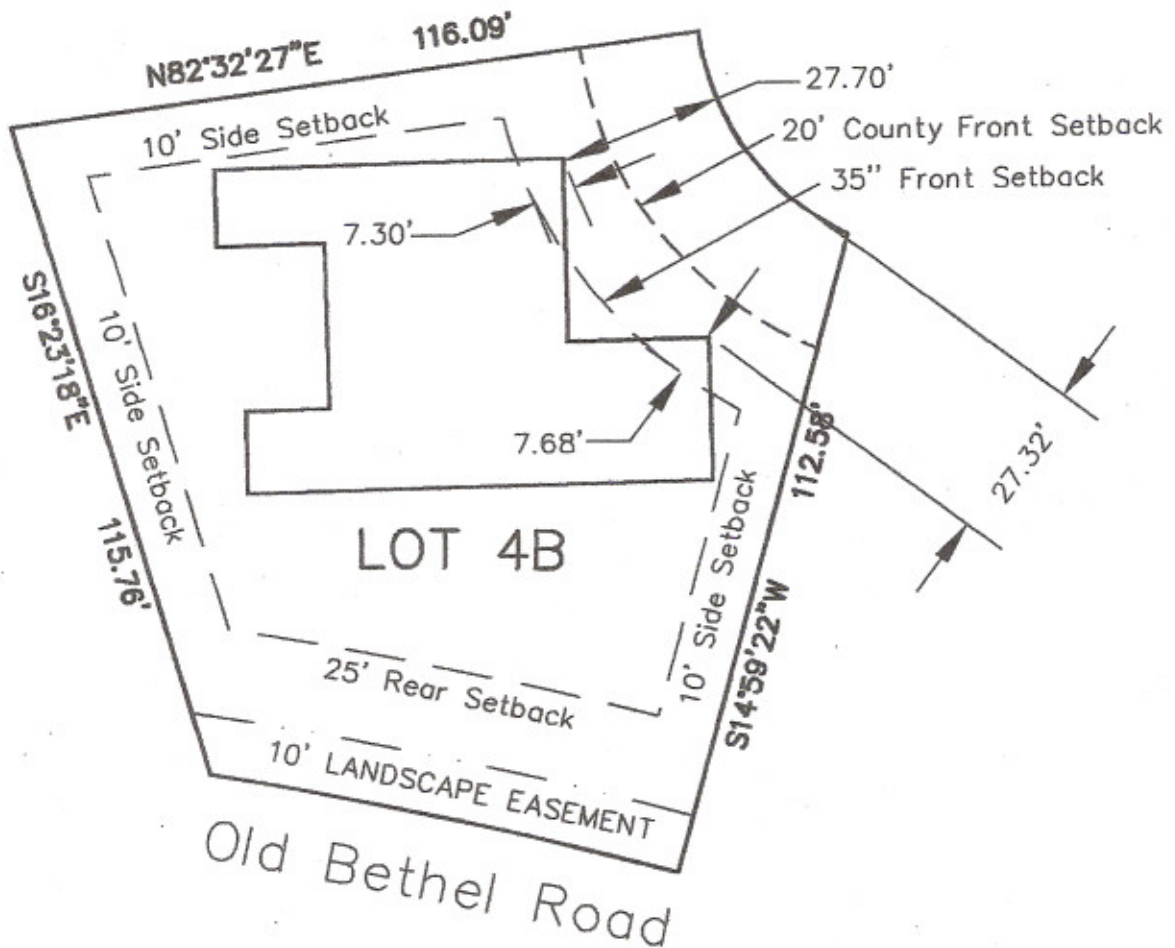 N82°32'27"E 116.09'
27.70'
10' Side Setback
20' County Front Setback
35" Front Setback
7.30'
S16°23'18"E
115.76'
10' Side Setback
7.68'
112.58'
27.32'
LOT 4B
10' Side Setback
S14°59'22"W
25' Rear Setback
10' LANDSCAPE EASEMENT
Old Bethel Road